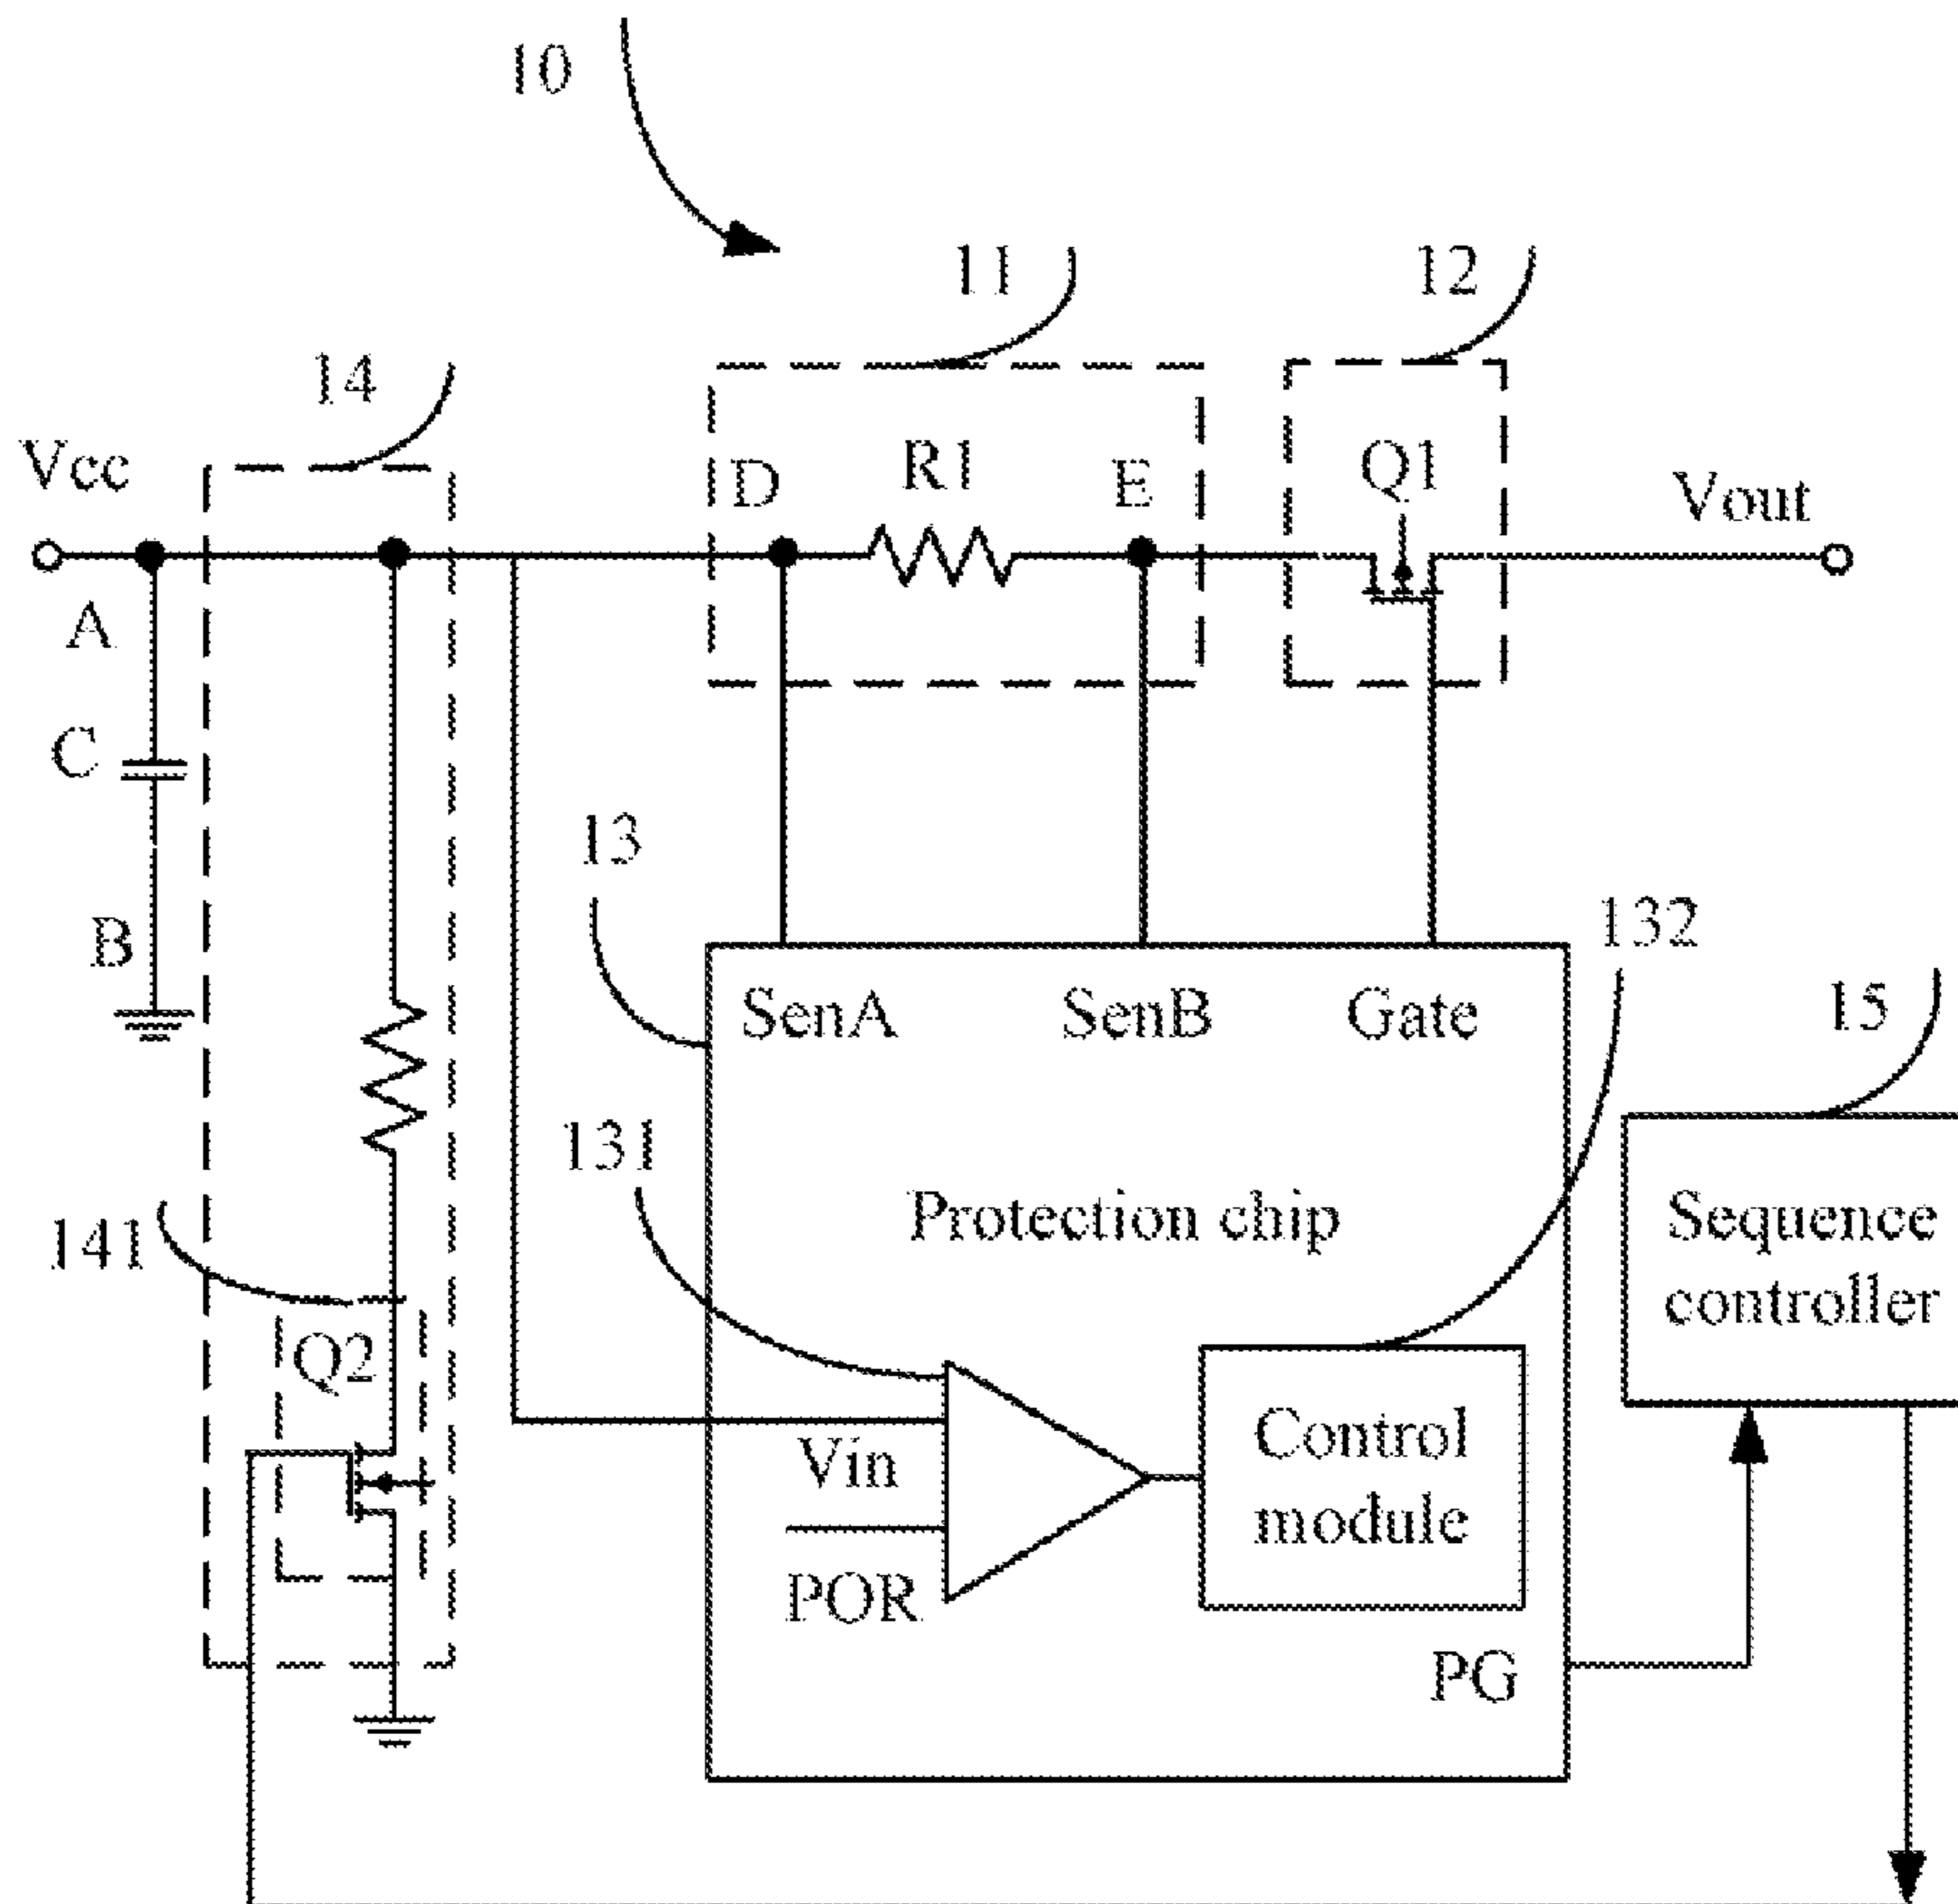 10
11
12
14
Vcc
D
R1
E
Q1
Vout
A
C
13
B
132
SenA
SenB
Gate
15
131
141
Protection chip
Sequence
controller
Q2
Vin
Control
module
POR
PG